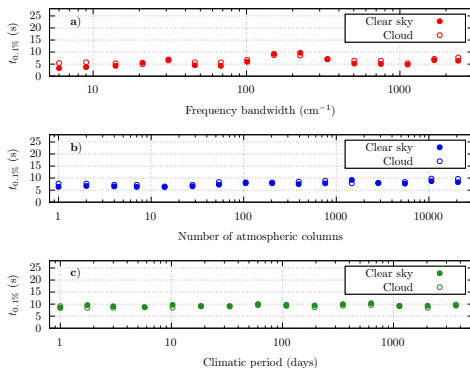 a)
Clear sky
Cloud
25
20
15
10
5
0
t0.1% (s)
10
100
1000
Frequency bandwidth (cm−1)
b)
Clear sky
Cloud
25
20
15
10
5
0
t0.1% (s)
1
10
100
1000
10000
Number of atmospheric columns
c)
Clear sky
Cloud
25
20
15
10
5
0
t0.1% (s)
1
10
100
1000
Climatic period (days)